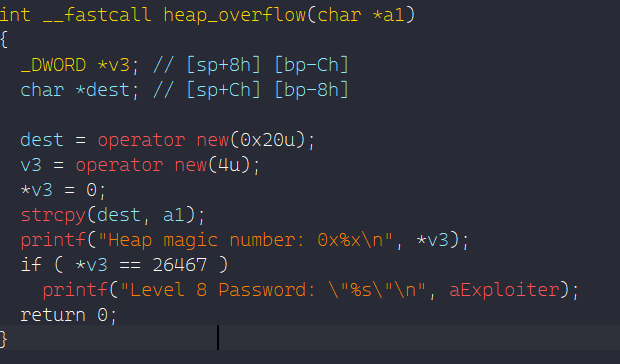 int __fastcall heap_overflow(char *a1)
{
  _DWORD *v3; // [sp+8h] [bp-Ch]
  char *dest; // [sp+Ch] [bp-8h]

  dest = operator new(0x20u);
  v3 = operator new(4u);
  *v3 = 0;
  strcpy(dest, a1);
  printf("Heap magic number: 0x%x\n", *v3);
  if ( *v3 == 26467 )
    printf("Level 8 Password: \"%s\"\n", aExploiter);
  return 0;
}